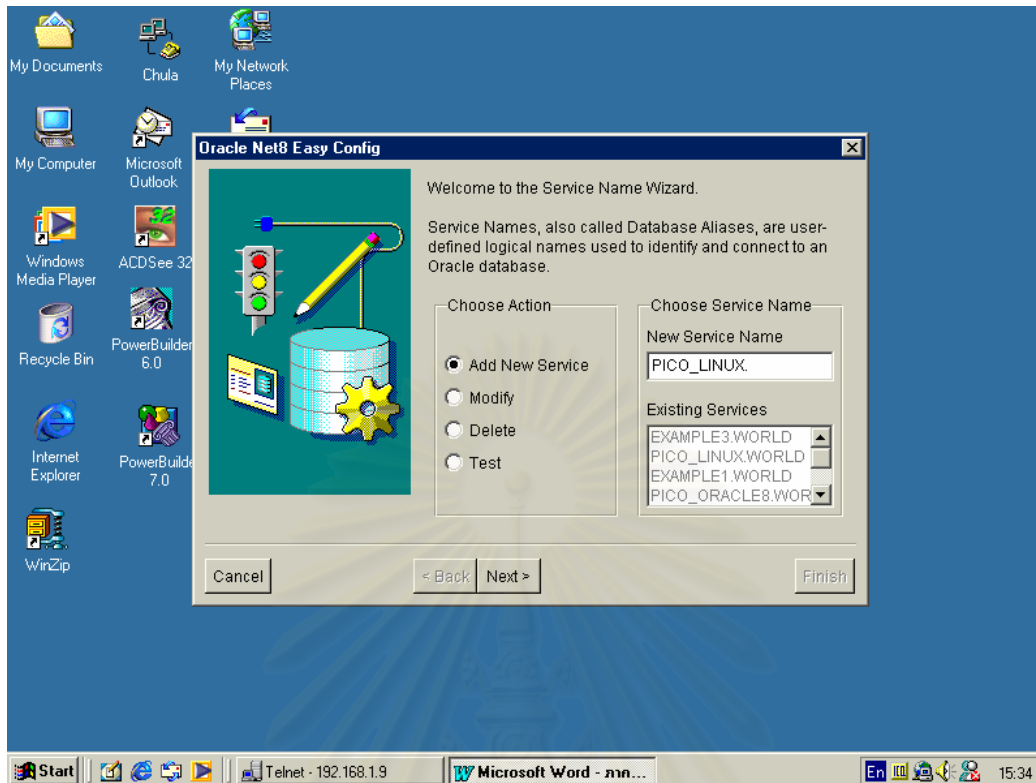 My Documents
Chula
My Network
Places
My Computer
Microsoft
Outlook
Windows
Media Player
ACDSee 32
Recycle Bin
PowerBuilder
6.0
Internet
Explorer
PowerBuilde
7.0
WinZip
Oracle Net8 Easy Config
Welcome to the Service Name Wizard.
Service Names, also called Database Aliases, are user-
defined logical names used to identify and connect to an
Oracle database.
Choose Action
Add New Service
Modify
Delete
Test
Choose Service Name
New Service Name
PICO_LINUX.
Existing Services
EXAMPLE3.WORLD
PICO_LINUX.WORLD
EXAMPLE1.WORLD
PICO_ORACLE8.WOR
Cancel
< Back
Next >
Finish
Start
Telnet - 192.168.1.9
Microsoft Word - ภาค...
En
15:34